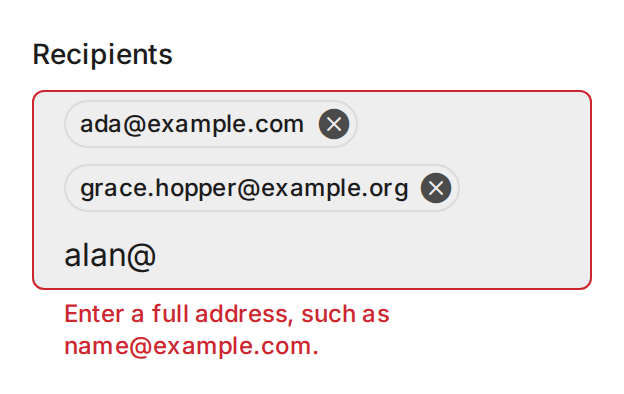 Recipients
ada@example.com
grace.hopper@example.org
alan@
Enter a full address, such as
name@example.com.